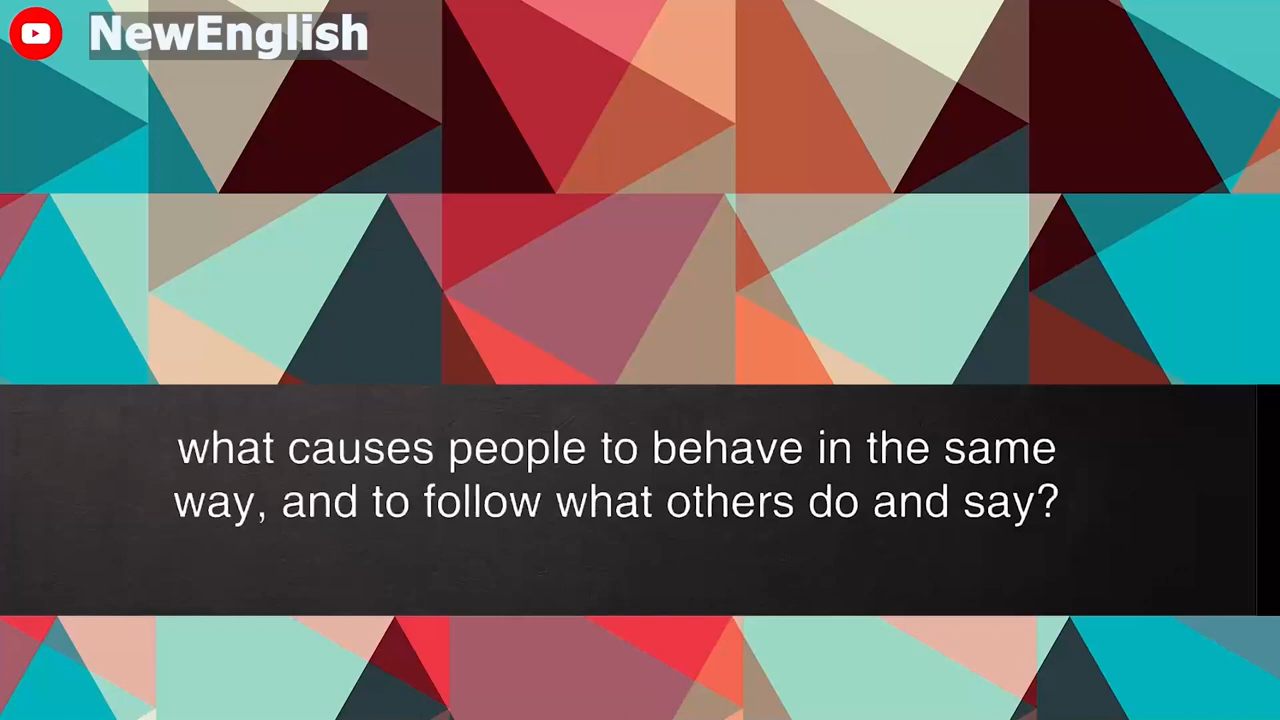 NewEnglish
what causes people to behave in the same
way, and to follow what others do and say?